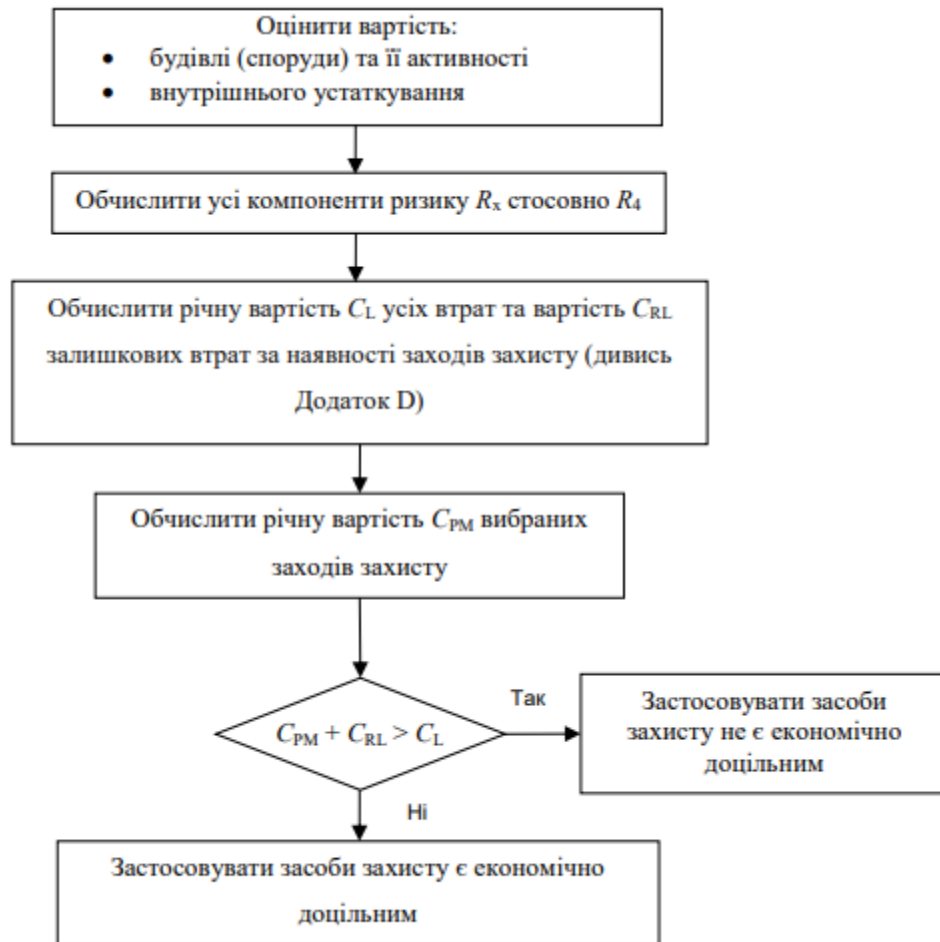 Оцінити вартість:
• будівлі (споруди) та її активності
• внутрішнього устаткування
Обчислити усі компоненти ризику Rx стосовно R4
Обчислити річну вартість CL усіх втрат та вартість CRL
залишкових втрат за наявності заходів захисту (дивись
Додаток D)
Обчислити річну вартість CPM вибраних
заходів захисту
CPM + CRL > CL
Так
Застосовувати засоби
захисту не є економічно
доцільним
Ні
Застосовувати засоби захисту є економічно
доцільним